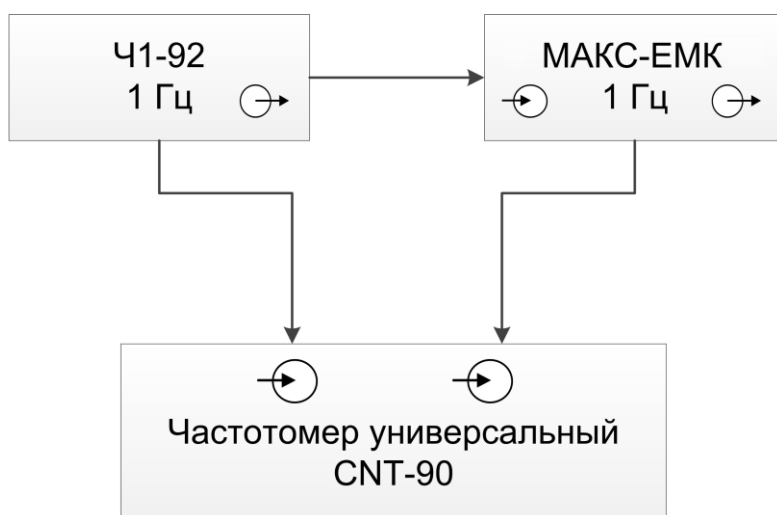 Ч1-92
1 Гц
МАКС-ЕМК
1 Гц
Частотомер универсальный
CNT-90